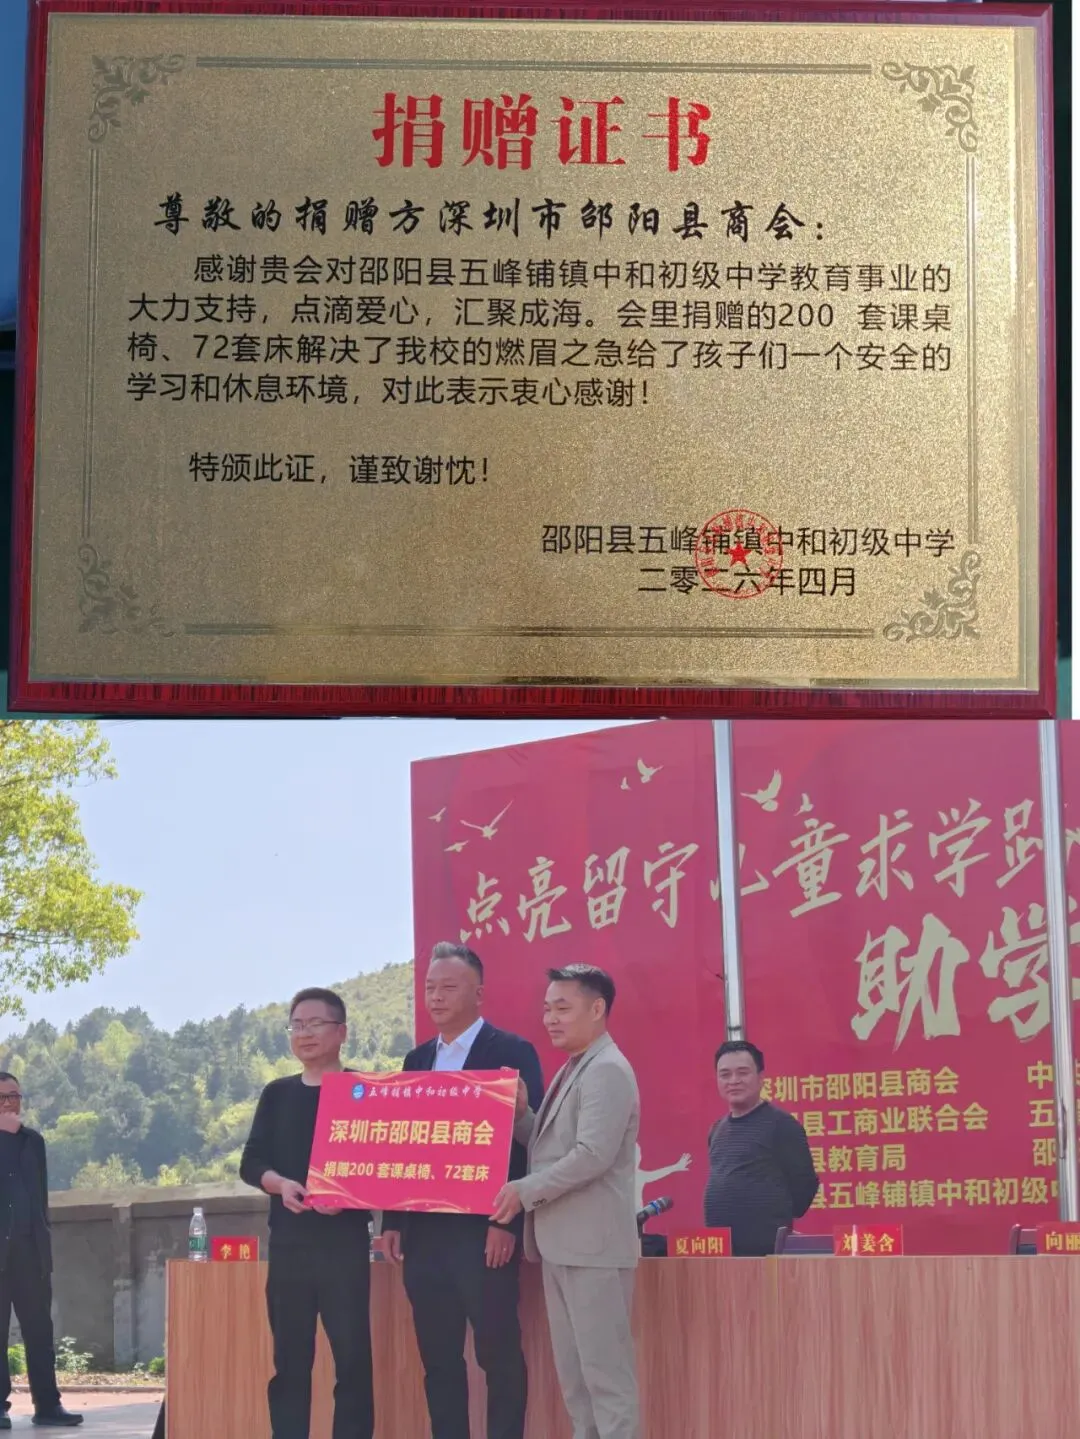 捐赠证书
尊敬的捐赠方深圳市邵阳县商会：
感谢贵会对邵阳县五峰铺镇中和初级中学教育事业的
大力支持，点滴爱心，汇聚成海。会里捐赠的200 套课桌
椅、72套床解决了我校的燃眉之急给了孩子们一个安全的
学习和休息环境，对此表示衷心感谢！
特颁此证，谨致谢忱！
邵阳县五峰铺镇中和初级中学
二零二六年四月
点亮留守儿童求学
助学
深圳市邵阳县商会 中
县工商业联合会 五
县教育局 邵
县五峰铺镇中和初级中
五峰铺镇中和初级中学
深圳市邵阳县商会
捐赠200 套课桌椅、72套床
李艳
夏向阳
刘姜含
向丽